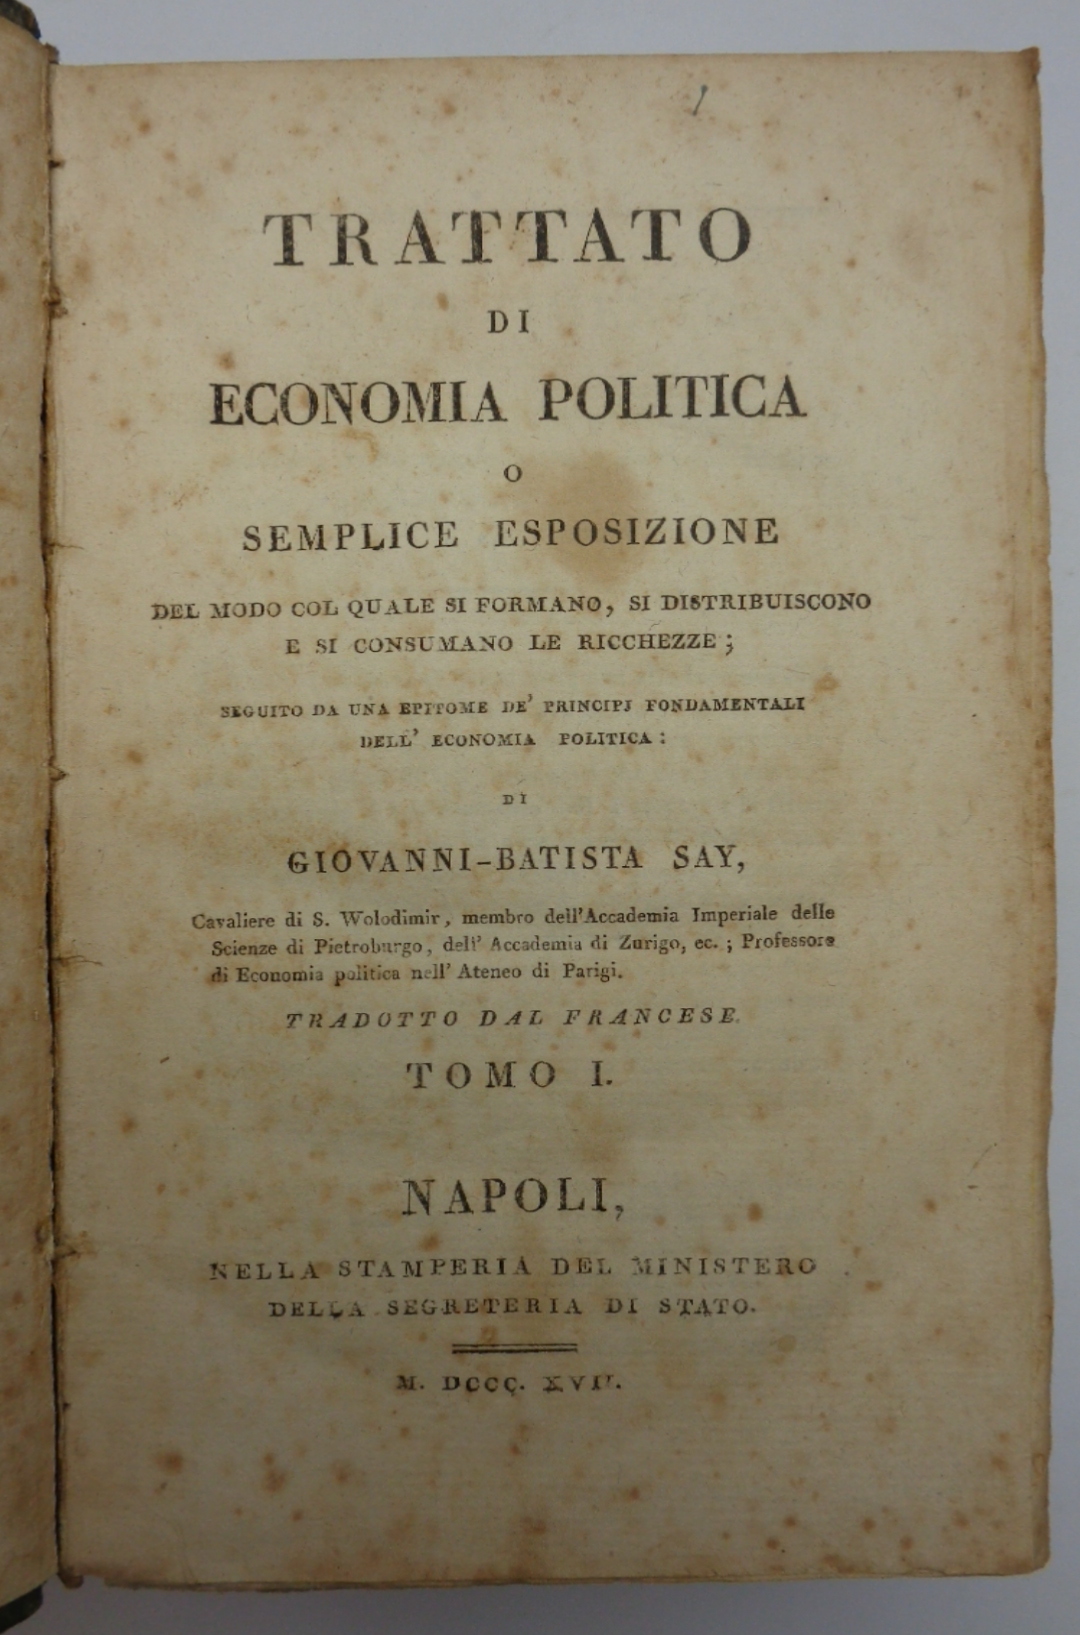 TRATTATO
DI
ECONOMIA POLITICA
O
SEMPLICE ESPOSIZIONE
DEL MODO COL QUALE SI FORMANO, SI DISTRIBUISCONO
E SI CONSUMANO LE RICCHEZZE ;
SEGUITO DA UNA EPITOME DE' PRINCIPJ FONDAMENTALI
DELL' ECONOMIA POLITICA :
DI
GIOVANNI-BATISTA SAY,
Cavaliere di S. Wolodimir, membro dell'Accademia Imperiale delle
Scienze di Pietroburgo, dell' Accademia di Zurigo, ec. ; Professore
di Economia politica nell' Ateneo di Parigi.
TRADOTTO DAL FRANCESE.
TOMO I.
NAPOLI,
NELLA STAMPERIA DEL MINISTERO
DELLA SEGRETERIA DI STATO.
M. DCCC.